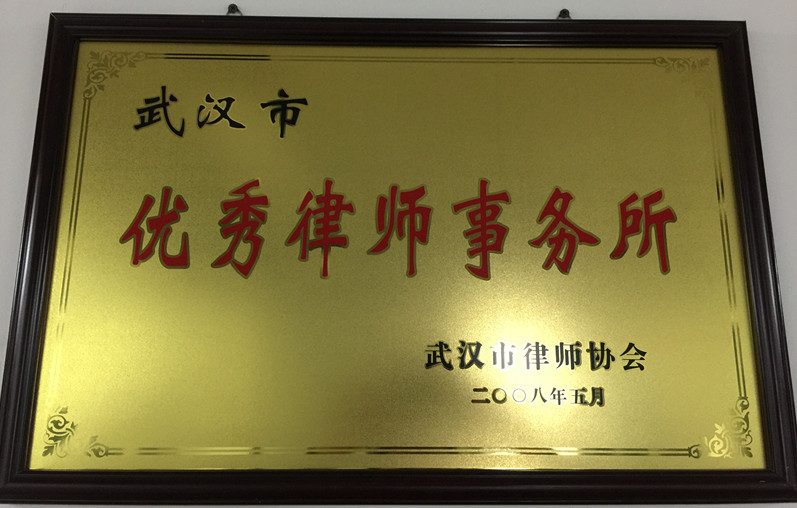 武汉市
优秀律师事务所
武汉市律师协会
二〇〇八年五月